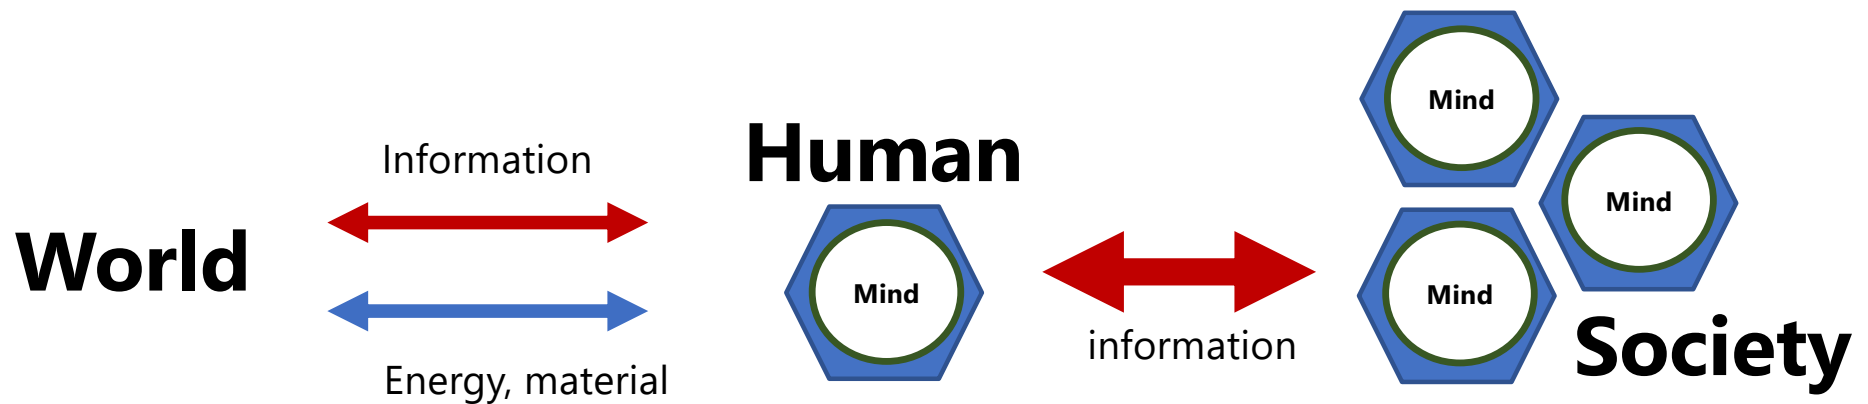 World
Information
Energy, material
Human
Mind
information
Mind
Mind
Mind
Society